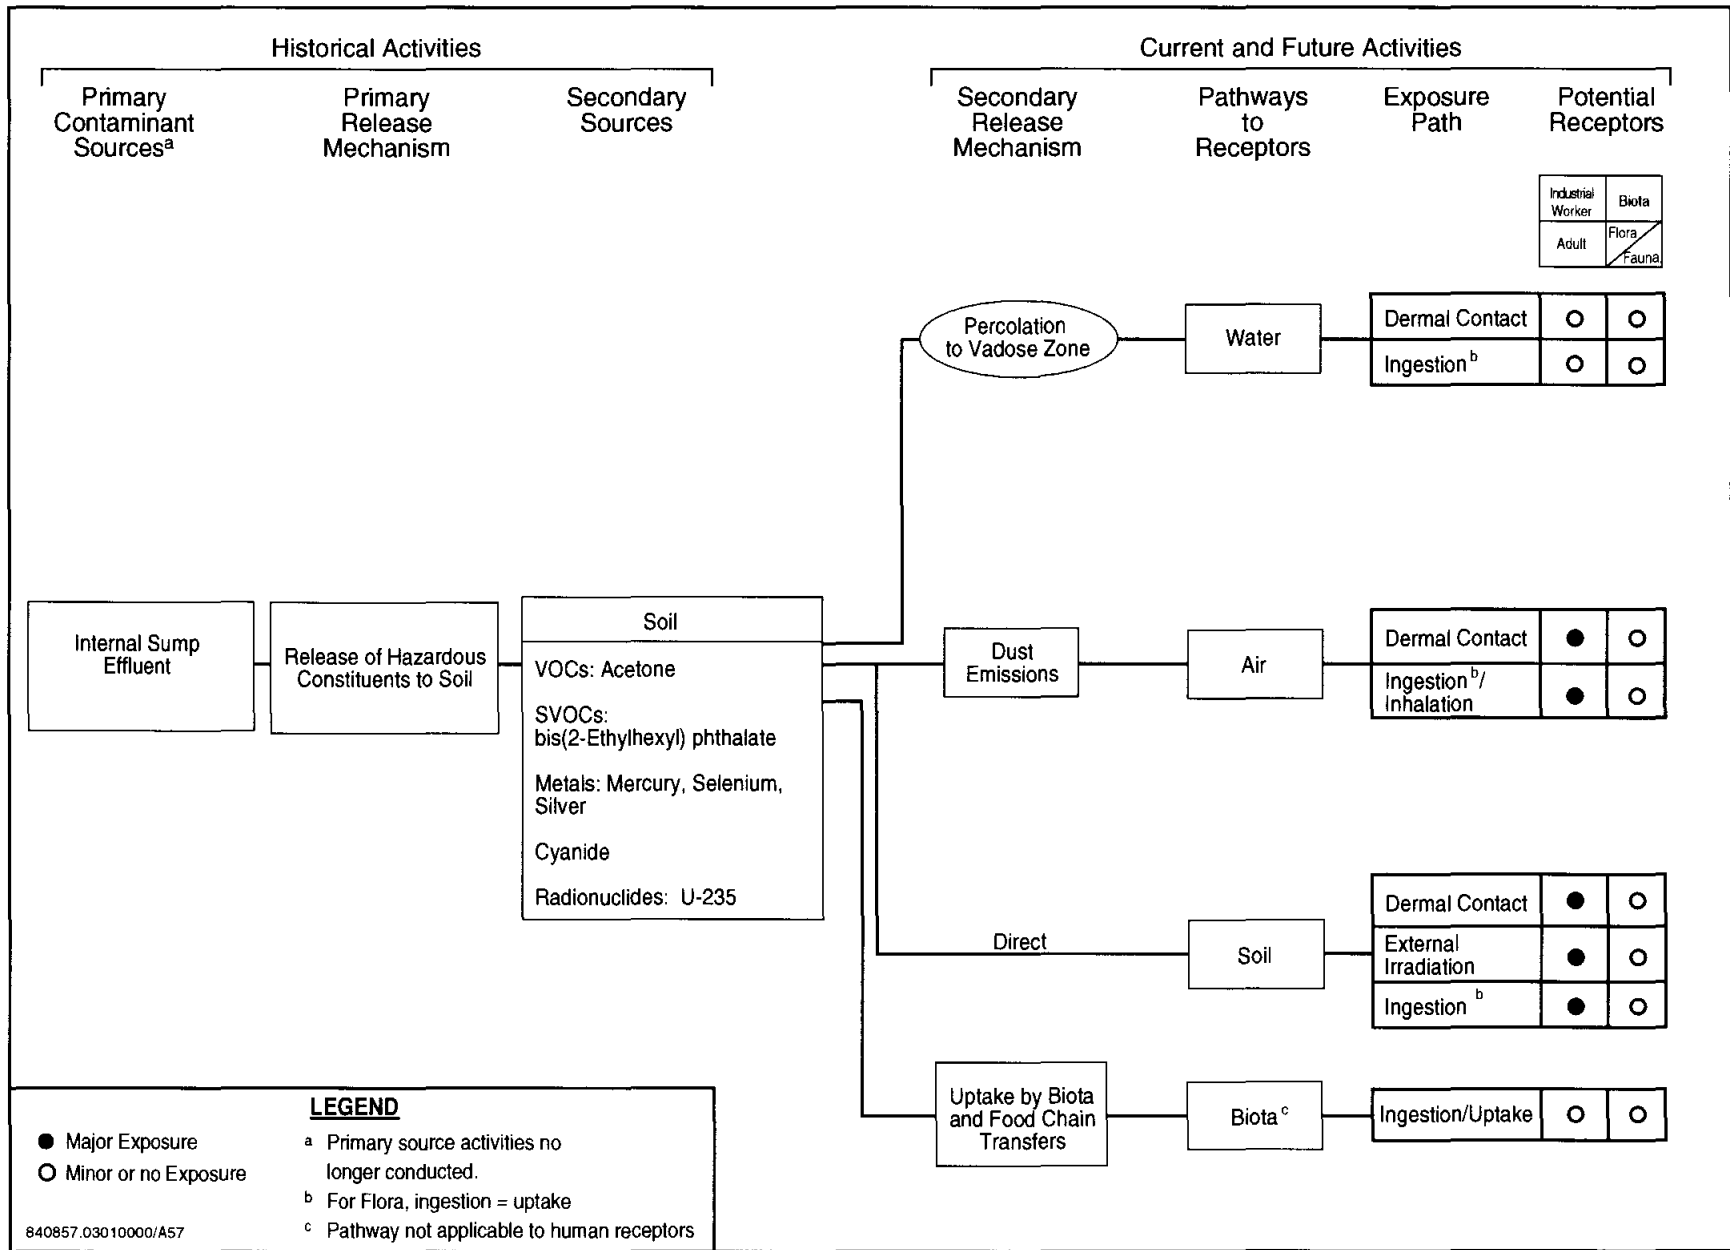 Historical Activities
Current and Future Activities
Primary
Contaminant
Sources^a
Primary
Release
Mechanism
Secondary
Sources
Secondary
Release
Mechanism
Pathways
to
Receptors
Exposure
Path
Potential
Receptors
Industrial
Worker
Biota
Adult
Flora
Fauna
Percolation
to Vadose Zone
Water
Dermal Contact
Ingestion ^b
Internal Sump
Effluent
Release of Hazardous
Constituents to Soil
Soil
VOCs: Acetone
SVOCs:
bis(2-Ethylhexyl) phthalate
Metals: Mercury, Selenium,
Silver
Cyanide
Radionuclides: U-235
Dust
Emissions
Air
Dermal Contact
Ingestion ^b/
Inhalation
Direct
Soil
Dermal Contact
External
Irradiation
Ingestion ^b
Uptake by Biota
and Food Chain
Transfers
Biota ^c
Ingestion/Uptake
LEGEND
● Major Exposure
○ Minor or no Exposure
^a Primary source activities no
longer conducted.
^b For Flora, ingestion = uptake
^c Pathway not applicable to human receptors
840857.03010000/A57